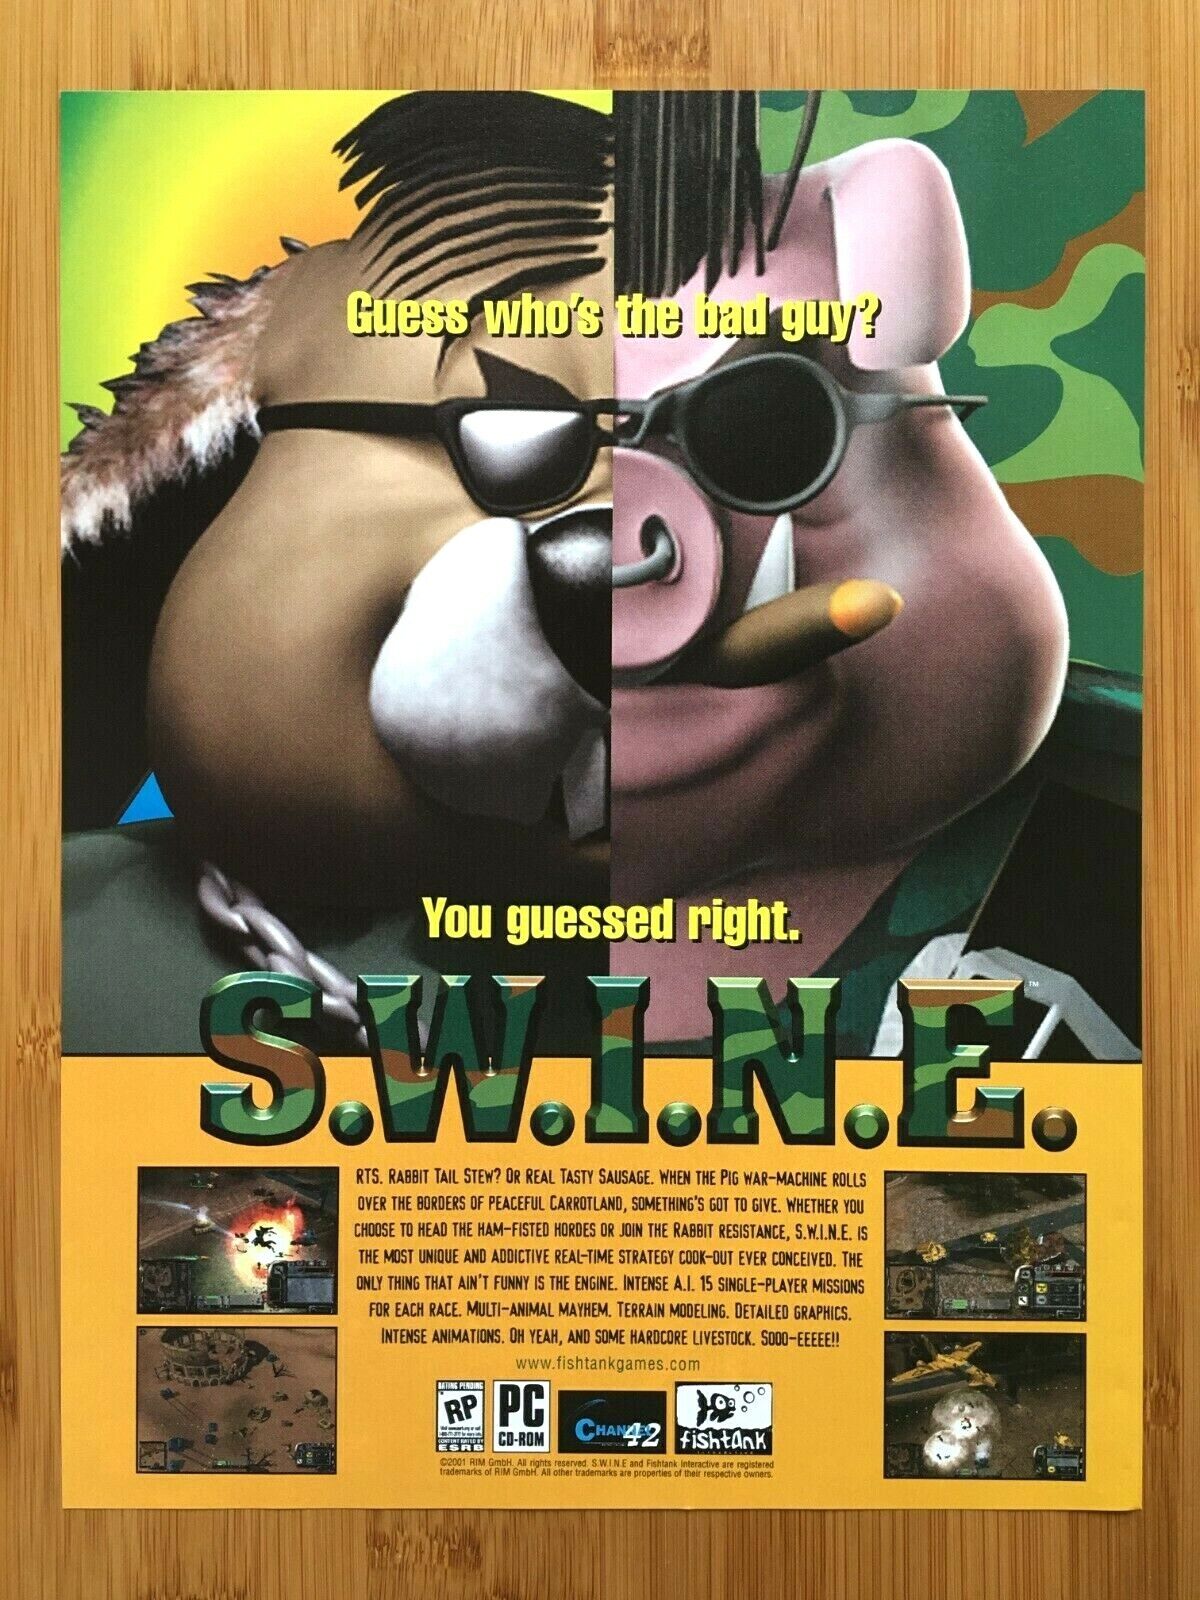 Guess who's the bad guy?
You guessed right.
S.W.I.N.E.™
RTS. Rabbit Tail Stew? Or Real Tasty Sausage. When the Pig war-machine rolls
over the borders of peaceful Carrotland, something's got to give. Whether you
choose to head the ham-fisted hordes or join the Rabbit resistance, S.W.I.N.E. is
the most unique and addictive real-time strategy cook-out ever conceived. The
only thing that ain't funny is the engine. Intense A.I. 15 single-player missions
for each race. Multi-animal mayhem. Terrain modeling. Detailed graphics.
Intense animations. Oh yeah, and some hardcore livestock. Sooo-eeeee!!
www.fishtankgames.com
RATING PENDING
RP
CONTENT RATED BY
ESRB
PC
CD-ROM
CHANNEL
42
fishtank
INTERACTIVE
©2001 RIM GmbH. All rights reserved. S.W.I.N.E and Fishtank Interactive are registered
trademarks of RIM GmbH. All other trademarks are properties of their respective owners.